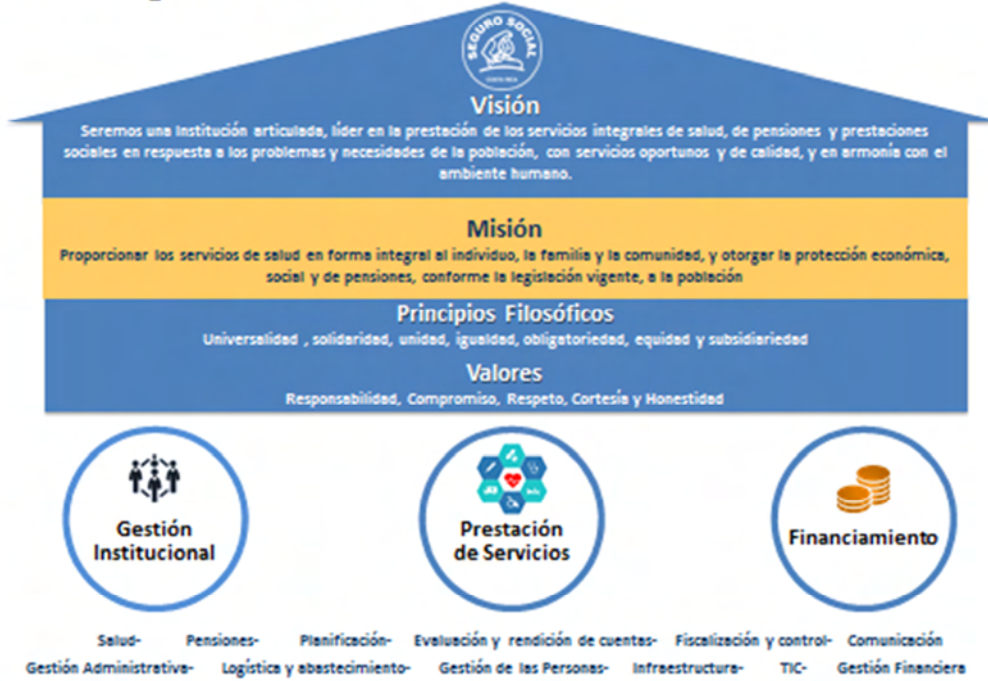 SEGURO SOCIAL
COSTA RICA
Visión
Seremos una Institución articulada, líder en la prestación de los servicios integrales de salud, de pensiones y prestaciones
sociales en respuesta a los problemas y necesidades de la población, con servicios oportunos y de calidad, y en armonía con el
ambiente humano.
Misión
Proporcionar los servicios de salud en forma integral al individuo, la familia y la comunidad, y otorgar la protección económica,
social y de pensiones, conforme la legislación vigente, a la población
Principios Filosóficos
Universalidad , solidaridad, unidad, igualdad, obligatoriedad, equidad y subsidiariedad
Valores
Responsabilidad, Compromiso, Respeto, Cortesía y Honestidad
Gestión
Institucional
Prestación
de Servicios
Financiamiento
Salud- Pensiones- Planificación- Evaluación y rendición de cuentas- Fiscalización y control- Comunicación
Gestión Administrativa- Logística y abastecimiento- Gestión de las Personas- Infraestructura- TIC- Gestión Financiera